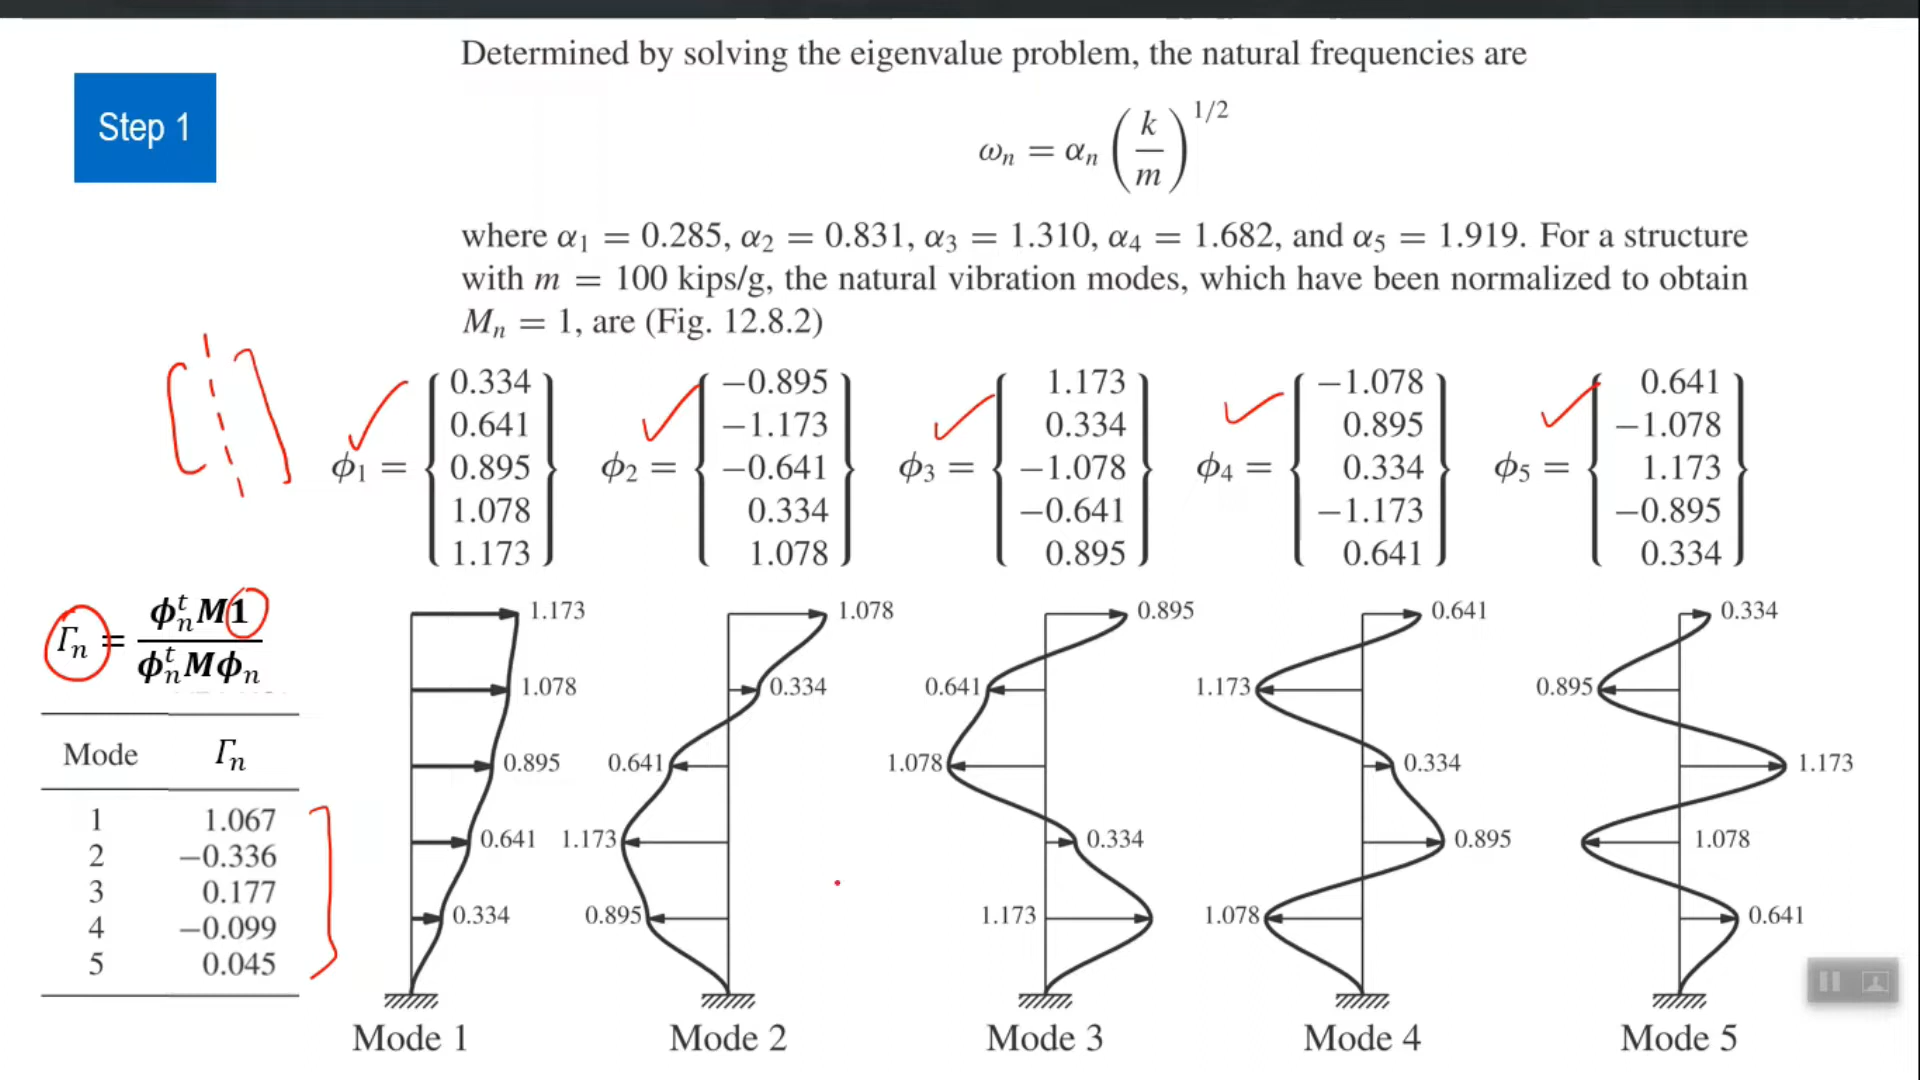 Determined by solving the eigenvalue problem, the natural frequencies are
Step 1
ωn = αn (k/m)^1/2
where α1 = 0.285, α2 = 0.831, α3 = 1.310, α4 = 1.682, and α5 = 1.919. For a structure
with m = 100 kips/g, the natural vibration modes, which have been normalized to obtain
Mn = 1, are (Fig. 12.8.2)
0.334 −0.895 1.173 −1.078 0.641
0.641 −1.173 0.334 0.895 −1.078
ϕ1 = 0.895 ϕ2 = −0.641 ϕ3 = −1.078 ϕ4 = 0.334 ϕ5 = 1.173
1.078 0.334 −0.641 −1.173 −0.895
1.173 1.078 0.895 0.641 0.334
Γn = ϕn^t M1 / ϕn^t Mϕn
Mode Γn
1 1.067
2 −0.336
3 0.177
4 −0.099
5 0.045
1.173 1.078 0.895 0.641 0.334
1.078 0.334 0.641 1.173 0.895
0.895 0.641 1.078 0.334 1.173
0.641 1.173 0.334 0.895 1.078
0.334 0.895 1.173 1.078 0.641
Mode 1 Mode 2 Mode 3 Mode 4 Mode 5